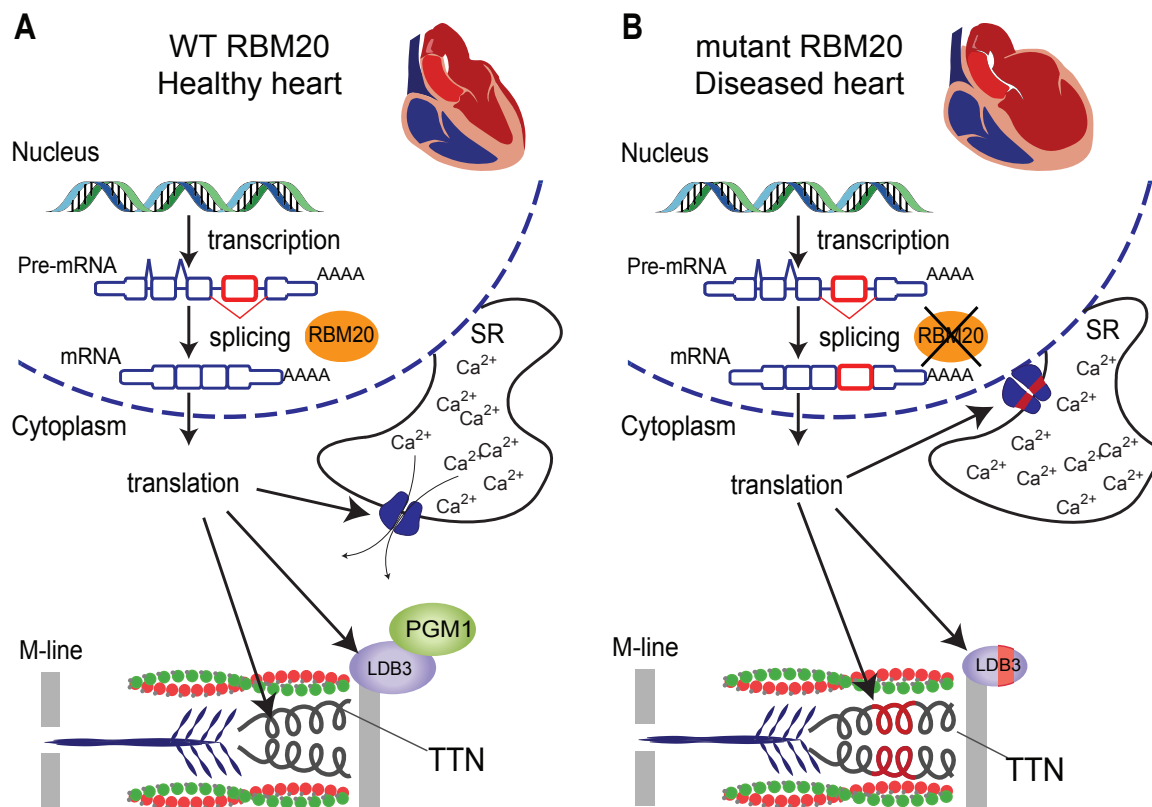 A
WT RBM20
Healthy heart
Nucleus
transcription
Pre-mRNA
AAAA
splicing
RBM20
mRNA
AAAA
SR
Ca2+
Ca2+
Ca2+
Ca2+
Ca2+
Ca2+
Ca2+
Ca2+
Cytoplasm
translation
PGM1
LDB3
M-line
TTN
B
mutant RBM20
Diseased heart
Nucleus
transcription
Pre-mRNA
AAAA
splicing
RBM20
mRNA
AAAA
SR
Ca2+
Ca2+
Ca2+
Ca2+
Ca2+
Ca2+
Ca2+
Ca2+
Cytoplasm
translation
LDB3
M-line
TTN